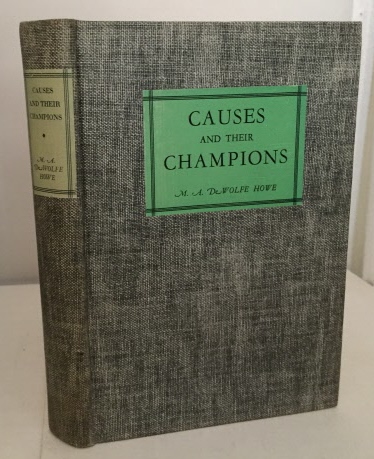 CAUSES
AND THEIR
CHAMPIONS
M. A.
DeWOLFE
HOWE
CAUSES
AND THEIR
CHAMPIONS
M. A. DeWOLFE HOWE